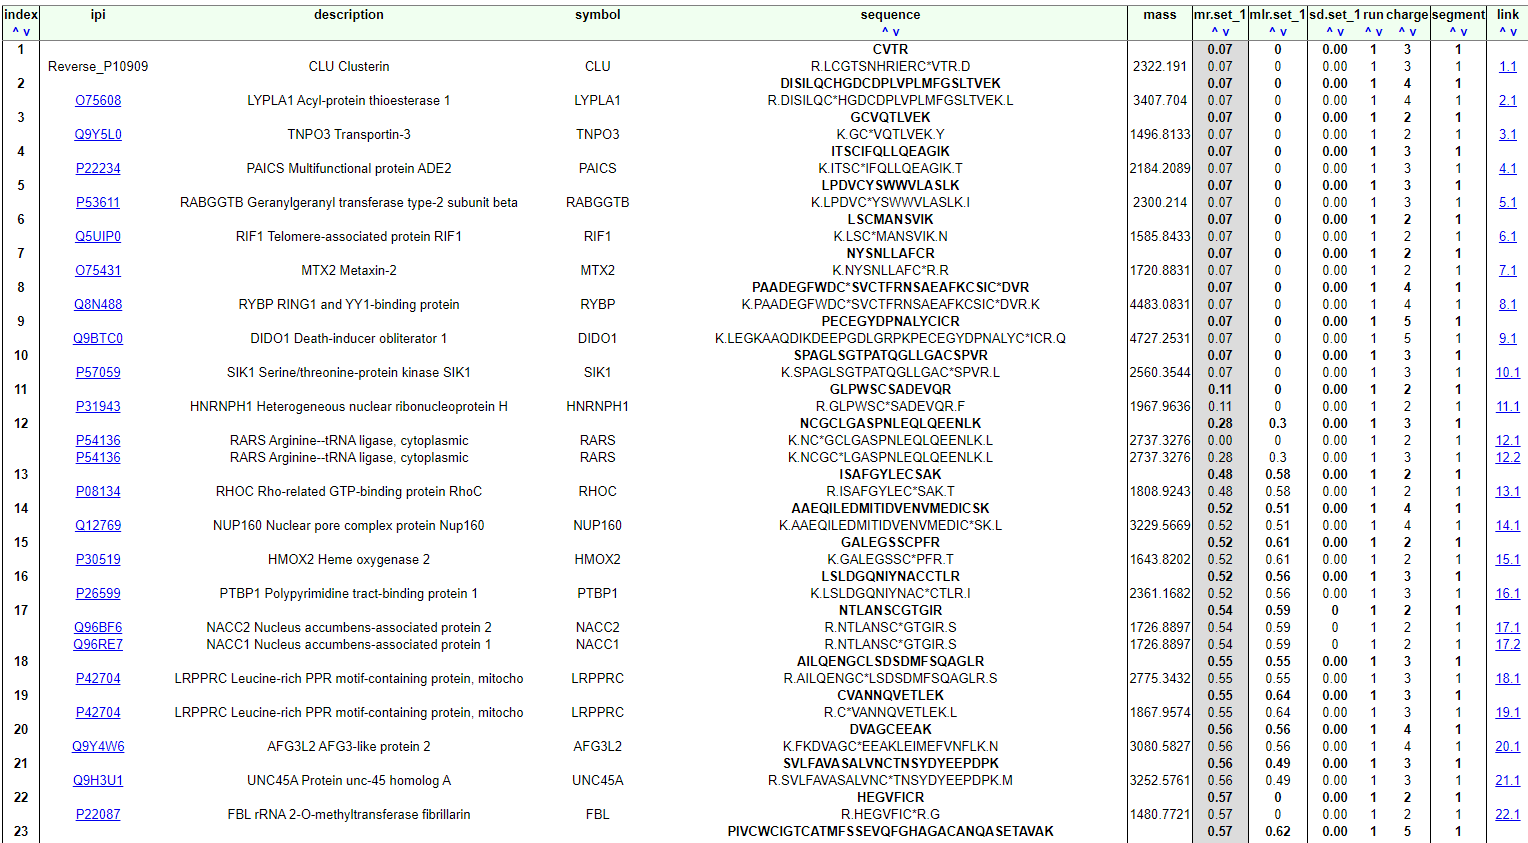 index ipi description symbol sequence mass mr.set_1 mlr.set_1 sd.set_1 run charge segment link
^ v ^ v ^ v ^ v ^ v ^ v ^ v ^ v ^ v
1 CVTR 0.07 0 0.00 1 3 1
Reverse_P10909 CLU Clusterin CLU R.LCGTSNHRIERC*VTR.D 2322.191 0.07 0 0.00 1 3 1 1.1
2 DISILQCHGDCDPLVPLMFGSLTVEK 0.07 0 0.00 1 4 1
O75608 LYPLA1 Acyl-protein thioesterase 1 LYPLA1 R.DISILQC*HGDCDPLVPLMFGSLTVEK.L 3407.704 0.07 0 0.00 1 4 1 2.1
3 GCVQTLVEK 0.07 0 0.00 1 2 1
Q9Y5L0 TNPO3 Transportin-3 TNPO3 K.GC*VQTLVEK.Y 1496.8133 0.07 0 0.00 1 2 1 3.1
4 ITSCIFQLLQEAGIK 0.07 0 0.00 1 3 1
P22234 PAICS Multifunctional protein ADE2 PAICS K.ITSC*IFQLLQEAGIK.T 2184.2089 0.07 0 0.00 1 3 1 4.1
5 LPDVCYSWWVLASLK 0.07 0 0.00 1 3 1
P53611 RABGGTB Geranylgeranyl transferase type-2 subunit beta RABGGTB K.LPDVC*YSWWVLASLK.I 2300.214 0.07 0 0.00 1 3 1 5.1
6 LSCMANSVIK 0.07 0 0.00 1 2 1
Q5UIP0 RIF1 Telomere-associated protein RIF1 RIF1 K.LSC*MANSVIK.N 1585.8433 0.07 0 0.00 1 2 1 6.1
7 NYSNLLAFCR 0.07 0 0.00 1 2 1
O75431 MTX2 Metaxin-2 MTX2 K.NYSNLLAFC*R.R 1720.8831 0.07 0 0.00 1 2 1 7.1
8 PAADEGFWDC*SVCTFRNSAEAFKCSIC*DVR 0.07 0 0.00 1 4 1
Q8N488 RYBP RING1 and YY1-binding protein RYBP K.PAADEGFWDC*SVCTFRNSAEAFKCSIC*DVR.K 4483.0831 0.07 0 0.00 1 4 1 8.1
9 PECEGYDPNALYCICR 0.07 0 0.00 1 5 1
Q9BTC0 DIDO1 Death-inducer obliterator 1 DIDO1 K.LEGKAAQDIKDEEPGDLGRPKPECEGYDPNALYC*ICR.Q 4727.2531 0.07 0 0.00 1 5 1 9.1
10 SPAGLSGTPATQGLLGACSPVR 0.07 0 0.00 1 3 1
P57059 SIK1 Serine/threonine-protein kinase SIK1 SIK1 K.SPAGLSGTPATQGLLGAC*SPVR.L 2560.3544 0.07 0 0.00 1 3 1 10.1
11 GLPWSCSADEVQR 0.11 0 0.00 1 2 1
P31943 HNRNPH1 Heterogeneous nuclear ribonucleoprotein H HNRNPH1 R.GLPWSC*SADEVQR.F 1967.9636 0.11 0 0.00 1 2 1 11.1
12 NCGCLGASPNLEQLQEENLK 0.28 0.3 0.00 1 3 1
P54136 RARS Arginine--tRNA ligase, cytoplasmic RARS K.NC*GCLGASPNLEQLQEENLK.L 2737.3276 0.00 0 0.00 1 2 1 12.1
P54136 RARS Arginine--tRNA ligase, cytoplasmic RARS K.NCGC*LGASPNLEQLQEENLK.L 2737.3276 0.28 0.3 0.00 1 3 1 12.2
13 ISAFGYLECSAK 0.48 0.58 0.00 1 2 1
P08134 RHOC Rho-related GTP-binding protein RhoC RHOC R.ISAFGYLEC*SAK.T 1808.9243 0.48 0.58 0.00 1 2 1 13.1
14 AAEQILEDMITIDVENVMEDICSK 0.52 0.51 0.00 1 4 1
Q12769 NUP160 Nuclear pore complex protein Nup160 NUP160 K.AAEQILEDMITIDVENVMEDIC*SK.L 3229.5669 0.52 0.51 0.00 1 4 1 14.1
15 GALEGSSCPFR 0.52 0.61 0.00 1 2 1
P30519 HMOX2 Heme oxygenase 2 HMOX2 K.GALEGSSC*PFR.T 1643.8202 0.52 0.61 0.00 1 2 1 15.1
16 LSLDGQNIYNACCTLR 0.52 0.56 0.00 1 3 1
P26599 PTBP1 Polypyrimidine tract-binding protein 1 PTBP1 K.LSLDGQNIYNAC*CTLR.I 2361.1682 0.52 0.56 0.00 1 3 1 16.1
17 NTLANSCGTGIR 0.54 0.59 0 1 2 1
Q96BF6 NACC2 Nucleus accumbens-associated protein 2 NACC2 R.NTLANSC*GTGIR.S 1726.8897 0.54 0.59 0 1 2 1 17.1
Q96RE7 NACC1 Nucleus accumbens-associated protein 1 NACC1 R.NTLANSC*GTGIR.S 1726.8897 0.54 0.59 0 1 2 1 17.2
18 AILQENGCLSDSDMFSQAGLR 0.55 0.55 0.00 1 3 1
P42704 LRPPRC Leucine-rich PPR motif-containing protein, mitocho LRPPRC R.AILQENGC*LSDSDMFSQAGLR.S 2775.3432 0.55 0.55 0.00 1 3 1 18.1
19 CVANNQVETLEK 0.55 0.64 0.00 1 3 1
P42704 LRPPRC Leucine-rich PPR motif-containing protein, mitocho LRPPRC R.C*VANNQVETLEK.L 1867.9574 0.55 0.64 0.00 1 3 1 19.1
20 DVAGCEEAK 0.56 0.56 0.00 1 4 1
Q9Y4W6 AFG3L2 AFG3-like protein 2 AFG3L2 K.FKDVAGC*EEAKLEIMEFVNFLK.N 3080.5827 0.56 0.56 0.00 1 4 1 20.1
21 SVLFAVASALVNCTNSYDYEEPDPK 0.56 0.49 0.00 1 3 1
Q9H3U1 UNC45A Protein unc-45 homolog A UNC45A R.SVLFAVASALVNC*TNSYDYEEPDPK.M 3252.5761 0.56 0.49 0.00 1 3 1 21.1
22 HEGVFICR 0.57 0 0.00 1 2 1
P22087 FBL rRNA 2-O-methyltransferase fibrillarin FBL R.HEGVFIC*R.G 1480.7721 0.57 0 0.00 1 2 1 22.1
23 PIVCWCIGTCATMFSSEVQFGHAGACANQASETAVAK 0.57 0.62 0.00 1 5 1